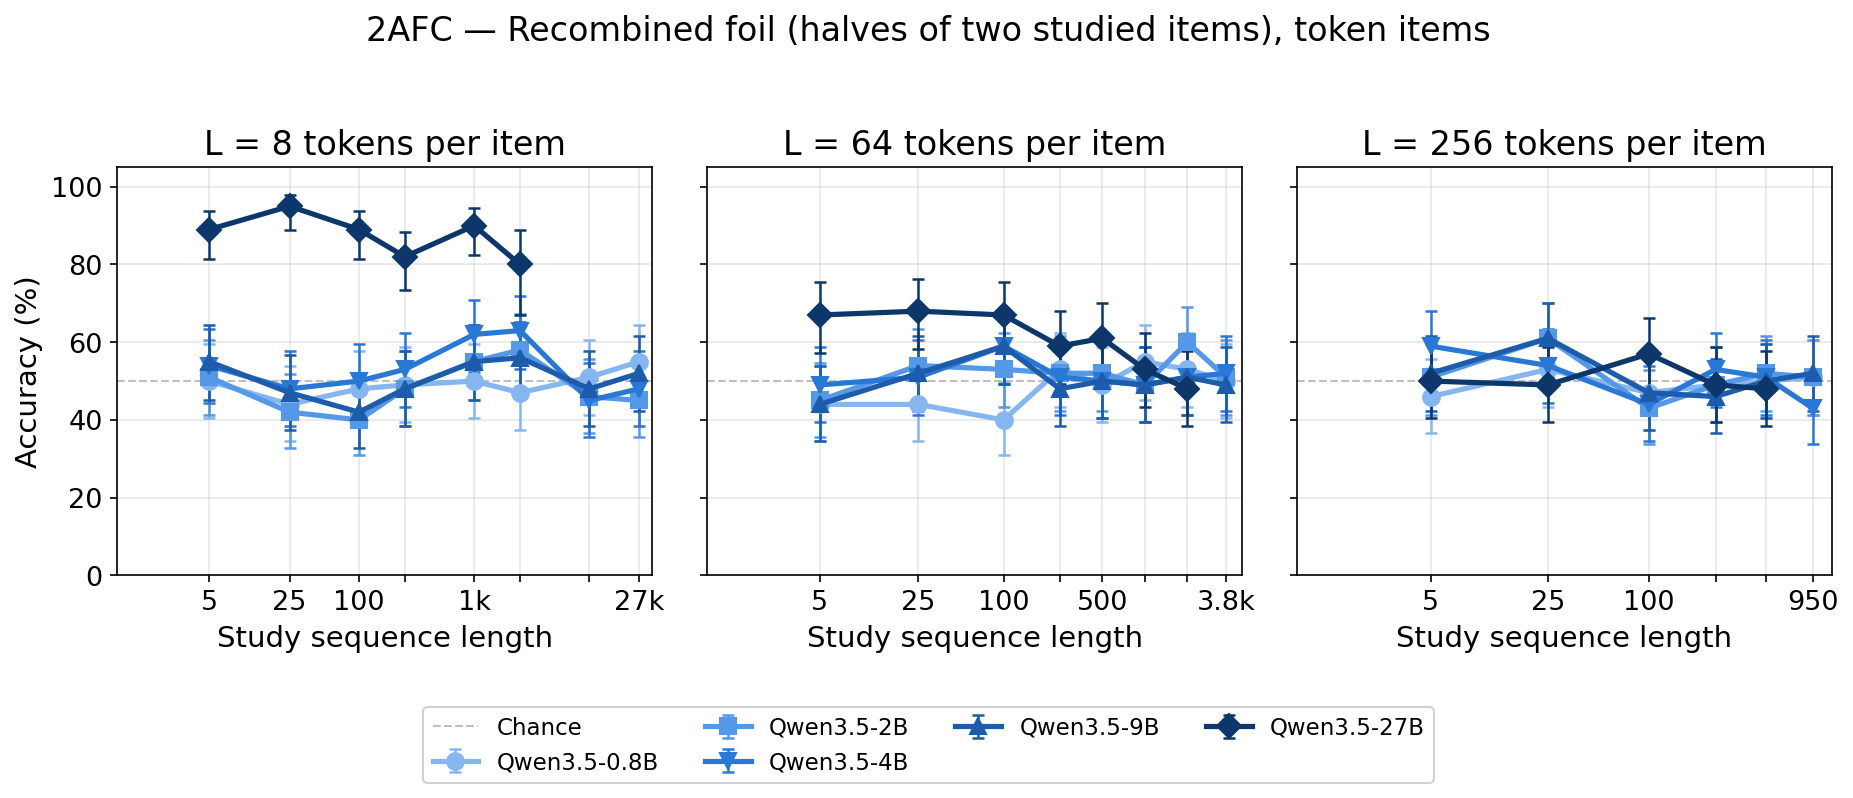 2AFC — Recombined foil (halves of two studied items), token items
L = 8 tokens per item
L = 64 tokens per item
L = 256 tokens per item
Accuracy (%)
100
80
60
40
20
0
5 25 100 1k 27k
5 25 100 500 3.8k
5 25 100 950
Study sequence length
Study sequence length
Study sequence length
Chance
Qwen3.5-0.8B
Qwen3.5-2B
Qwen3.5-4B
Qwen3.5-9B
Qwen3.5-27B